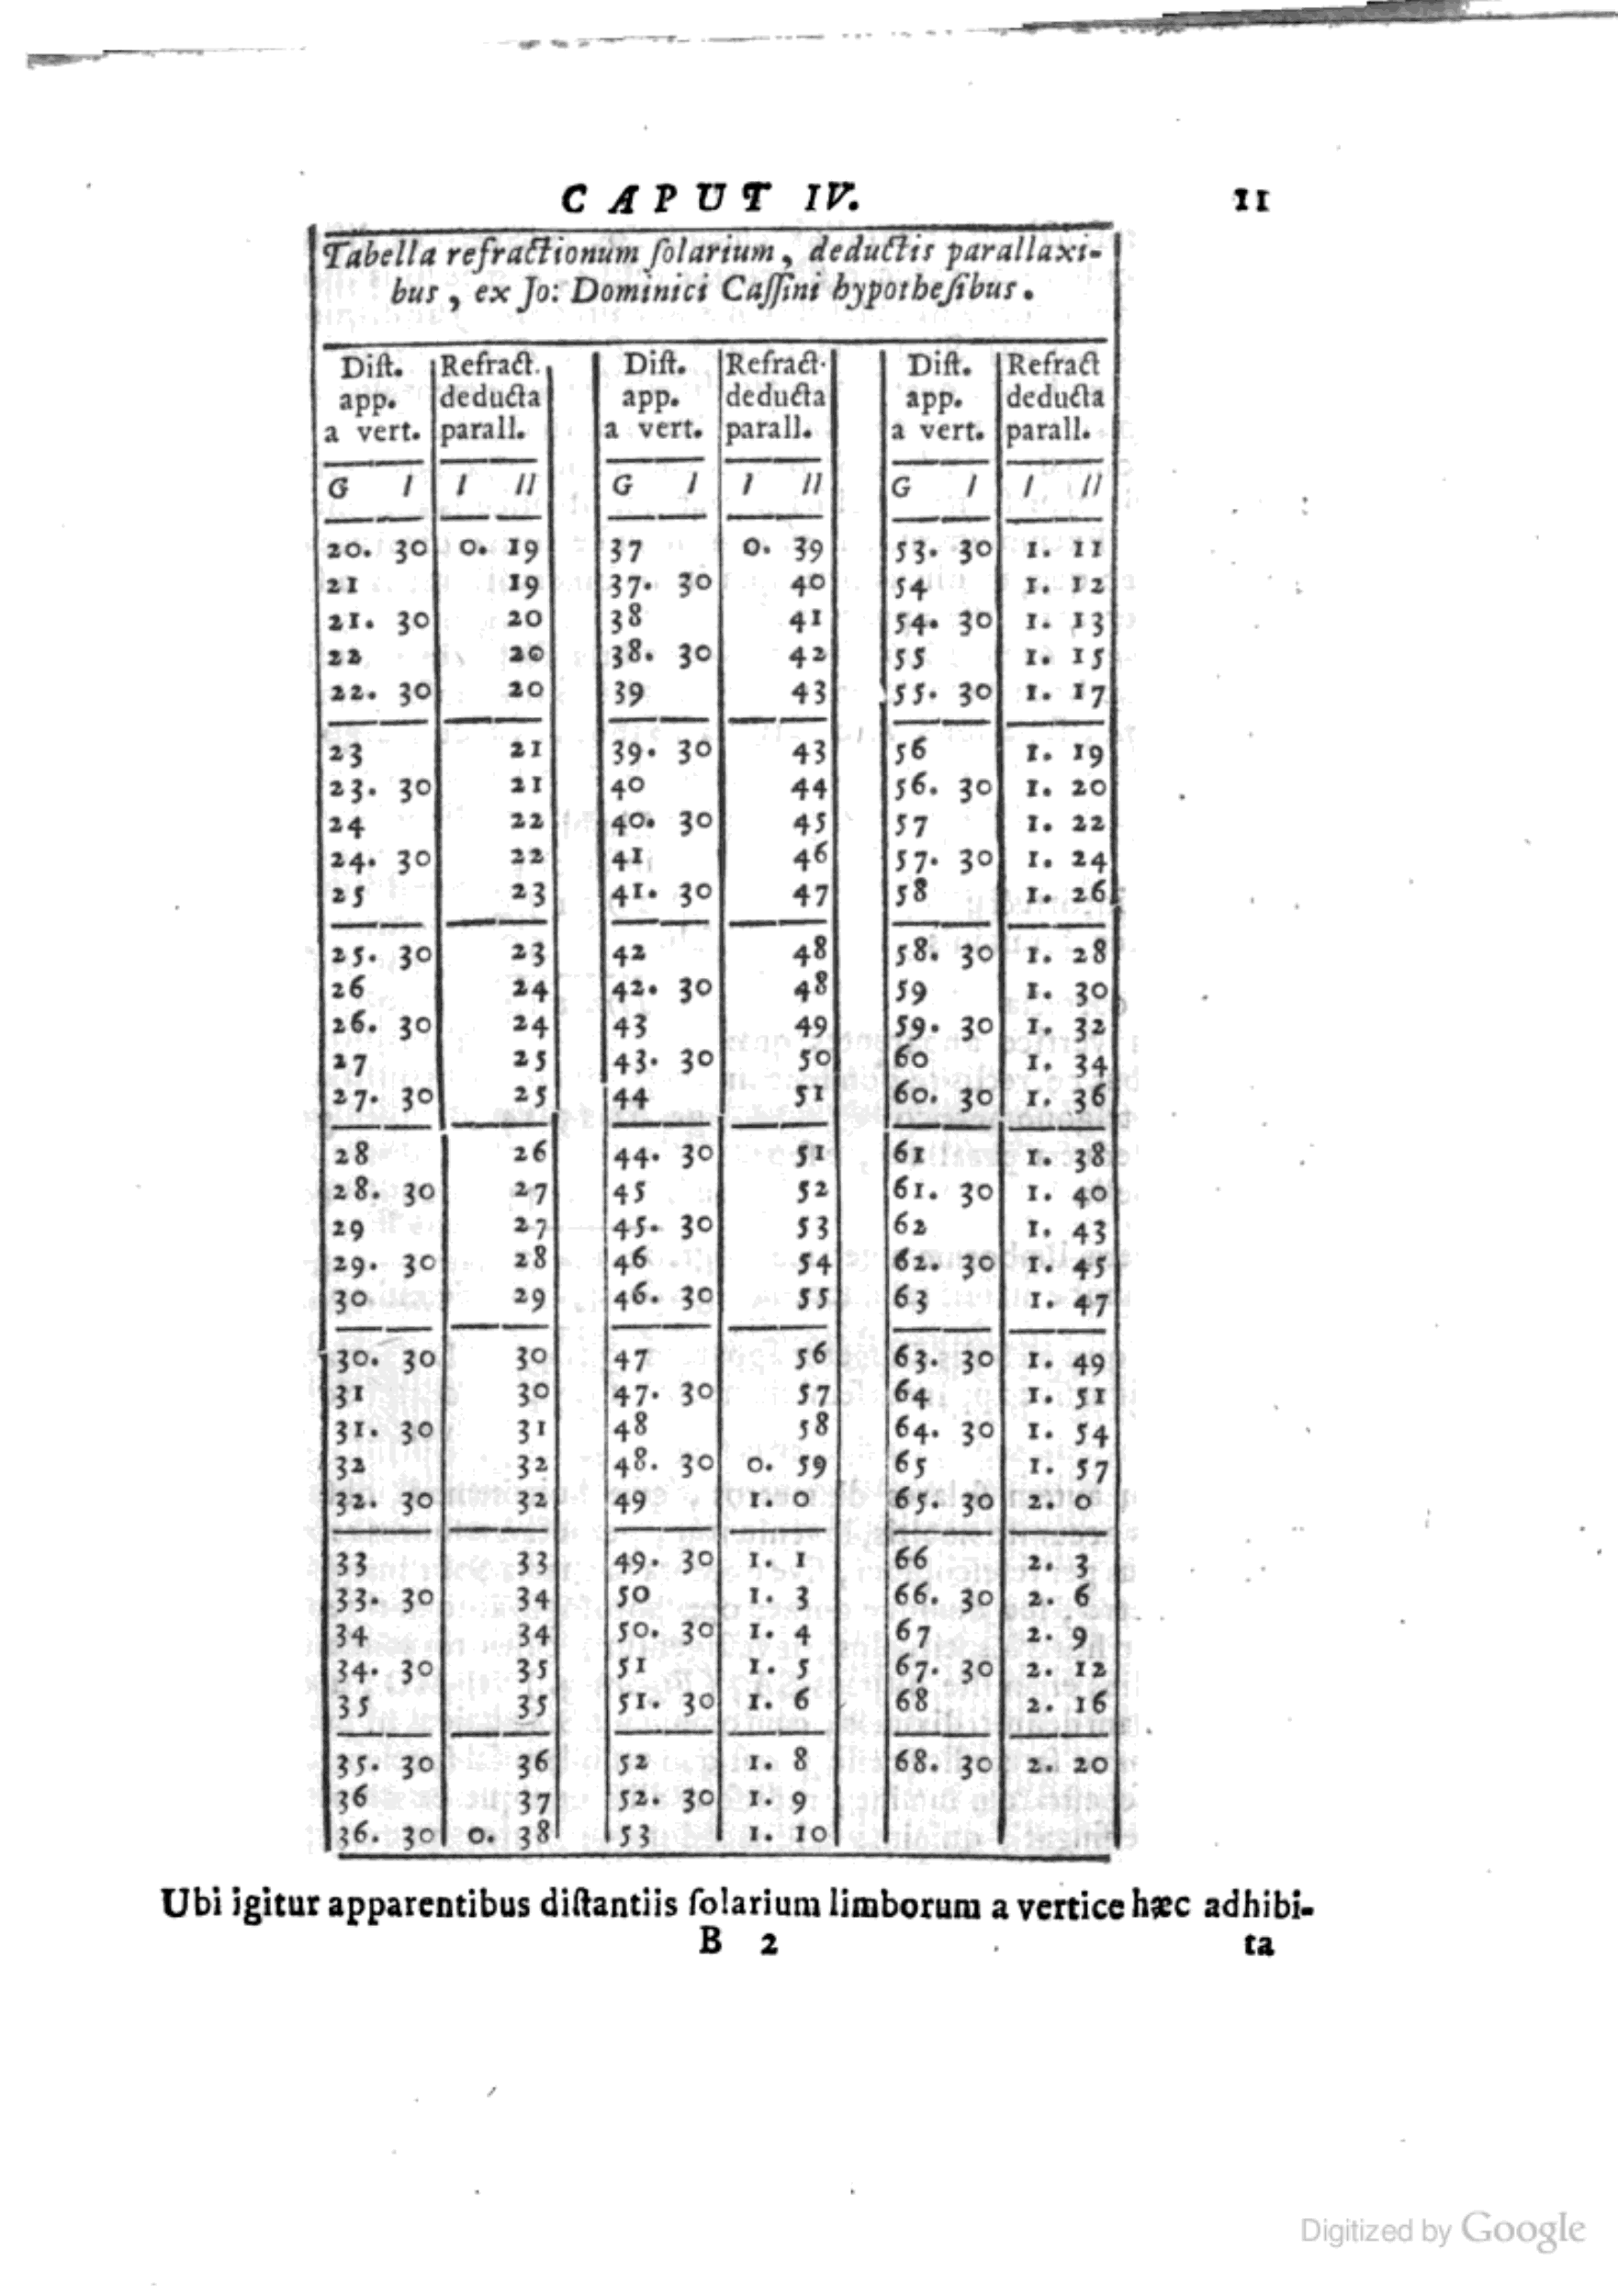 CAPUT IV. 11
Tabella refractionum ſolarium, deductis parallaxi-
bus, ex Jo: Dominici Caſſini hypotheſibus.
Diſt. Refract. Diſt. Refract. Diſt. Refract
app. deducta app. deducta app. deducta
a vert. parall. a vert. parall. a vert. parall.
G I I II G I I II G I I II
20. 30 0. 19 37 0. 39 53. 30 1. 11
21 19 37. 30 40 54 1. 12
21. 30 20 38 41 54. 30 1. 13
22 20 38. 30 42 55 1. 15
22. 30 20 39 43 55. 30 1. 17
23 21 39. 30 43 56 1. 19
23. 30 21 40 44 56. 30 1. 20
24 22 40. 30 45 57 1. 22
24. 30 22 41 46 57. 30 1. 24
25 23 41. 30 47 58 1. 26
25. 30 23 42 48 58. 30 1. 28
26 24 42. 30 48 59 1. 30
26. 30 24 43 49 59. 30 1. 32
27 25 43. 30 50 60 1. 34
27. 30 25 44 51 60. 30 1. 36
28 26 44. 30 51 61 1. 38
28. 30 27 45 52 61. 30 1. 40
29 27 45. 30 53 62 1. 43
29. 30 28 46 54 62. 30 1. 45
30 29 46. 30 55 63 1. 47
30. 30 30 47 56 63. 30 1. 49
31 30 47. 30 57 64 1. 51
31. 30 31 48 58 64. 30 1. 54
32 32 48. 30 0. 59 65 1. 57
32. 30 32 49 1. 0 65. 30 2. 0
33 33 49. 30 1. 1 66 2. 3
33. 30 34 50 1. 3 66. 30 2. 6
34 34 50. 30 1. 4 67 2. 9
34. 30 35 51 1. 5 67. 30 2. 12
35 35 51. 30 1. 6 68 2. 16
35. 30 36 52 1. 8 68. 30 2. 20
36 37 52. 30 1. 9
36. 30 0. 38 53 1. 10
Ubi igitur apparentibus diſtantiis ſolarium limborum a vertice hæc adhibi-
B 2 ta
Digitized by Google